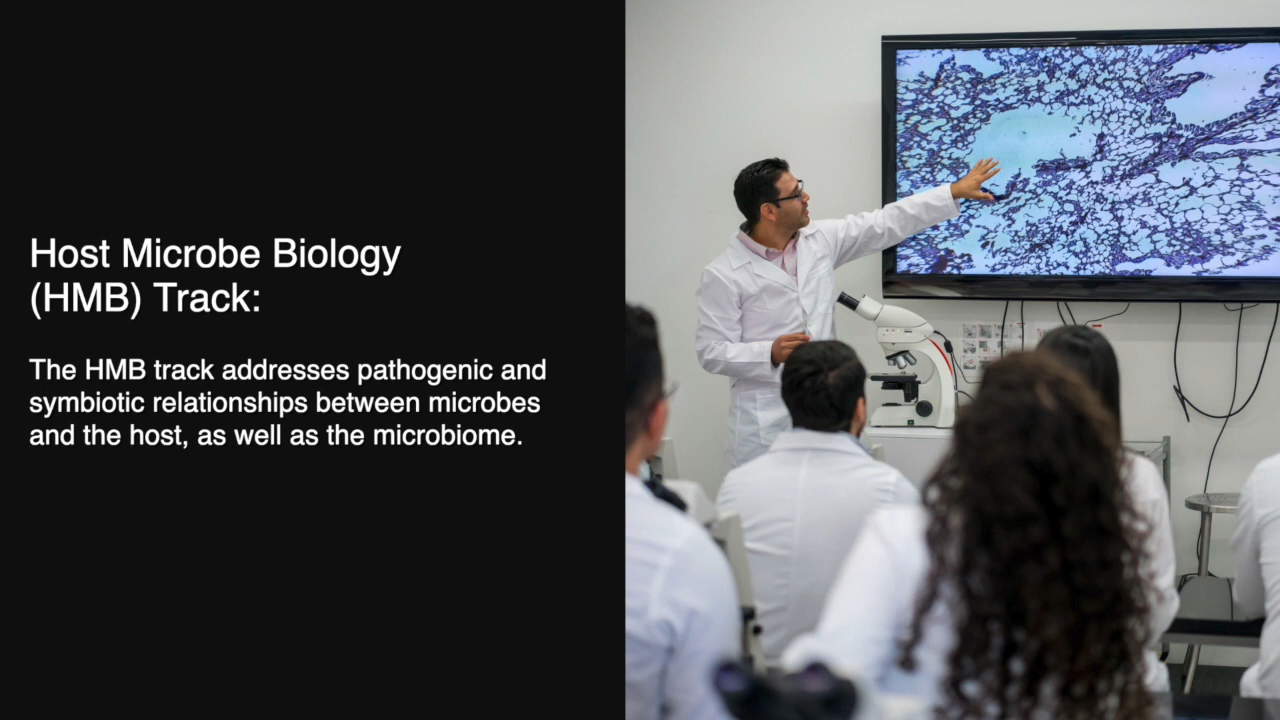 Host Microbe Biology
(HMB) Track:
The HMB track addresses pathogenic and
symbiotic relationships between microbes
and the host, as well as the microbiome.